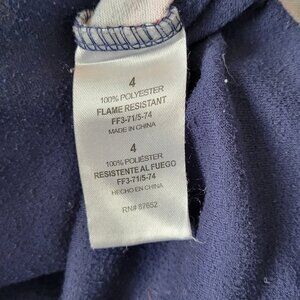 4
100% POLYESTER
FLAME RESISTANT
FF3-71/5-74
MADE IN CHINA
4
100% POLIÉSTER
RESISTENTE AL FUEGO
FF3-71/5-74
HECHO EN CHINA
RN# 87652